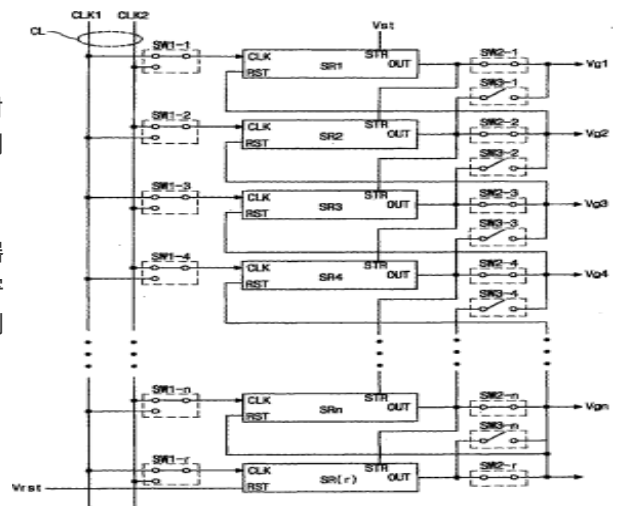 CLK1 CLK2
CL
Vst
SW1-1
CLK
RST
SR1
STR
OUT
SW2-1
Vg1
SW3-1
SW1-2
CLK
RST
SR2
STR
OUT
SW2-2
Vg2
SW3-2
SW1-3
CLK
RST
SR3
STR
OUT
SW2-3
Vg3
SW3-3
SW1-4
CLK
RST
SR4
STR
OUT
SW2-4
Vg4
SW3-4
SW1-n
CLK
RST
SRn
STR
OUT
SW2-n
Vgn
SW3-n
SW1-r
Vrst
CLK
RST
SR(r)
STR
OUT
SW2-r